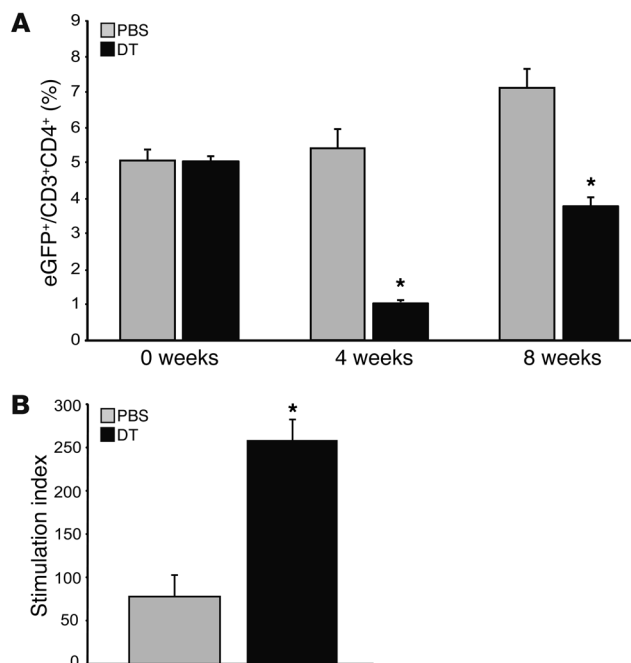 A
PBS
DT
eGFP⁺/CD3⁺CD4⁺ (%)
9
8
7
6
5
4
3
2
1
0
*
*
0 weeks
4 weeks
8 weeks
B
PBS
DT
Stimulation index
300
250
200
150
100
50
0
*